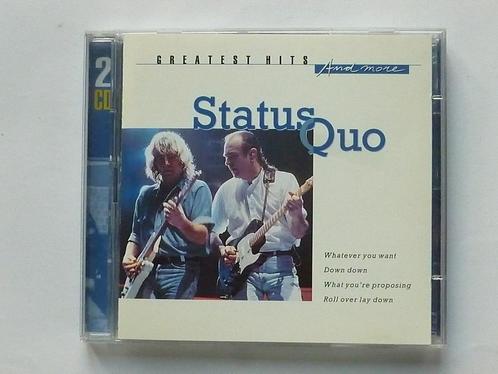 2
CD
GREATEST HITS And more
Status
Quo
Whatever you want
Down down
What you're proposing
Roll over lay down